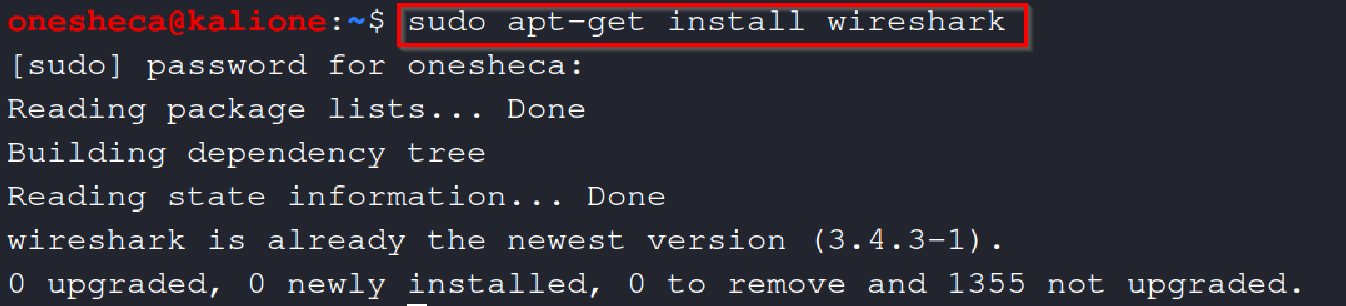 onesheca@kalione:~$ sudo apt-get install wireshark
[sudo] password for onesheca:
Reading package lists... Done
Building dependency tree
Reading state information... Done
wireshark is already the newest version (3.4.3-1).
0 upgraded, 0 newly installed, 0 to remove and 1355 not upgraded.